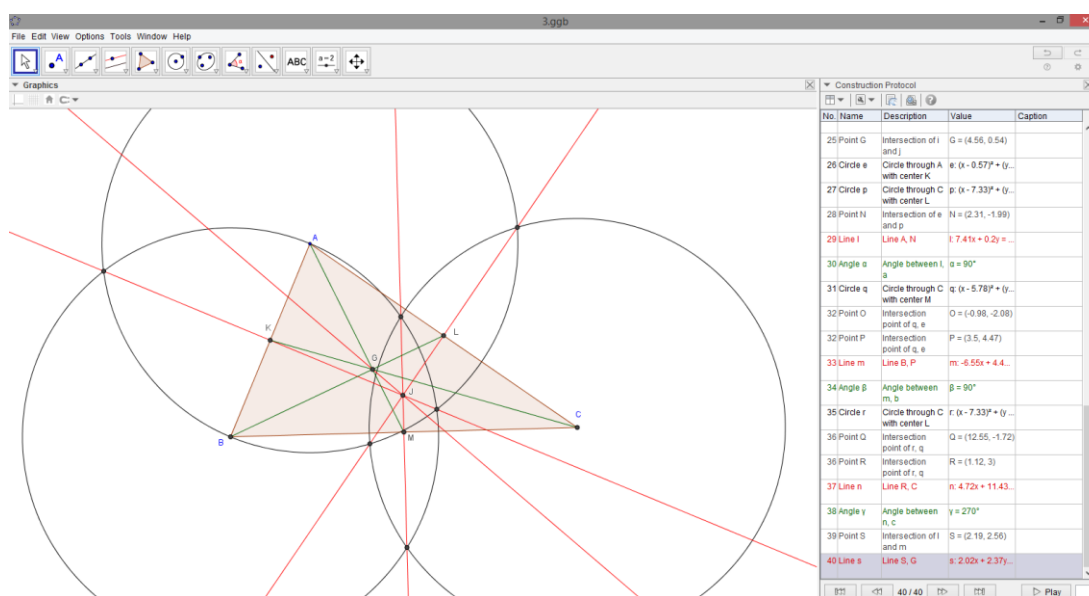 3.ggb
File Edit View Options Tools Window Help
A
ABC
a=2
Graphics
Construction Protocol
No. Name Description Value Caption
25 Point G Intersection of i G = (4.56, 0.54)
and j
26 Circle e Circle through A e: (x - 0.57)² + (y...
with center K
27 Circle p Circle through C p: (x - 7.33)² + (y...
with center L
28 Point N Intersection of e N = (2.31, -1.99)
and p
29 Line l Line A, N l: 7.41x + 0.2y = ...
30 Angle α Angle between l, α = 90°
a
31 Circle q Circle through C q: (x - 5.78)² + (y...
with center M
32 Point O Intersection O = (-0.98, -2.08)
point of q, e
32 Point P Intersection P = (3.5, 4.47)
point of q, e
33 Line m Line B, P m: -6.55x + 4.4...
34 Angle β Angle between β = 90°
m, b
35 Circle r Circle through C r: (x - 7.33)² + (y...
with center L
36 Point Q Intersection Q = (12.55, -1.72)
point of r, q
36 Point R Intersection R = (1.12, 3)
point of r, q
37 Line n Line R, C n: 4.72x + 11.43...
38 Angle γ Angle between γ = 270°
n, c
39 Point S Intersection of l S = (2.19, 2.56)
and m
40 Line s Line S, G s: 2.02x + 2.37y...
40 / 40
Play
A
K
L
G
J
C
B
M